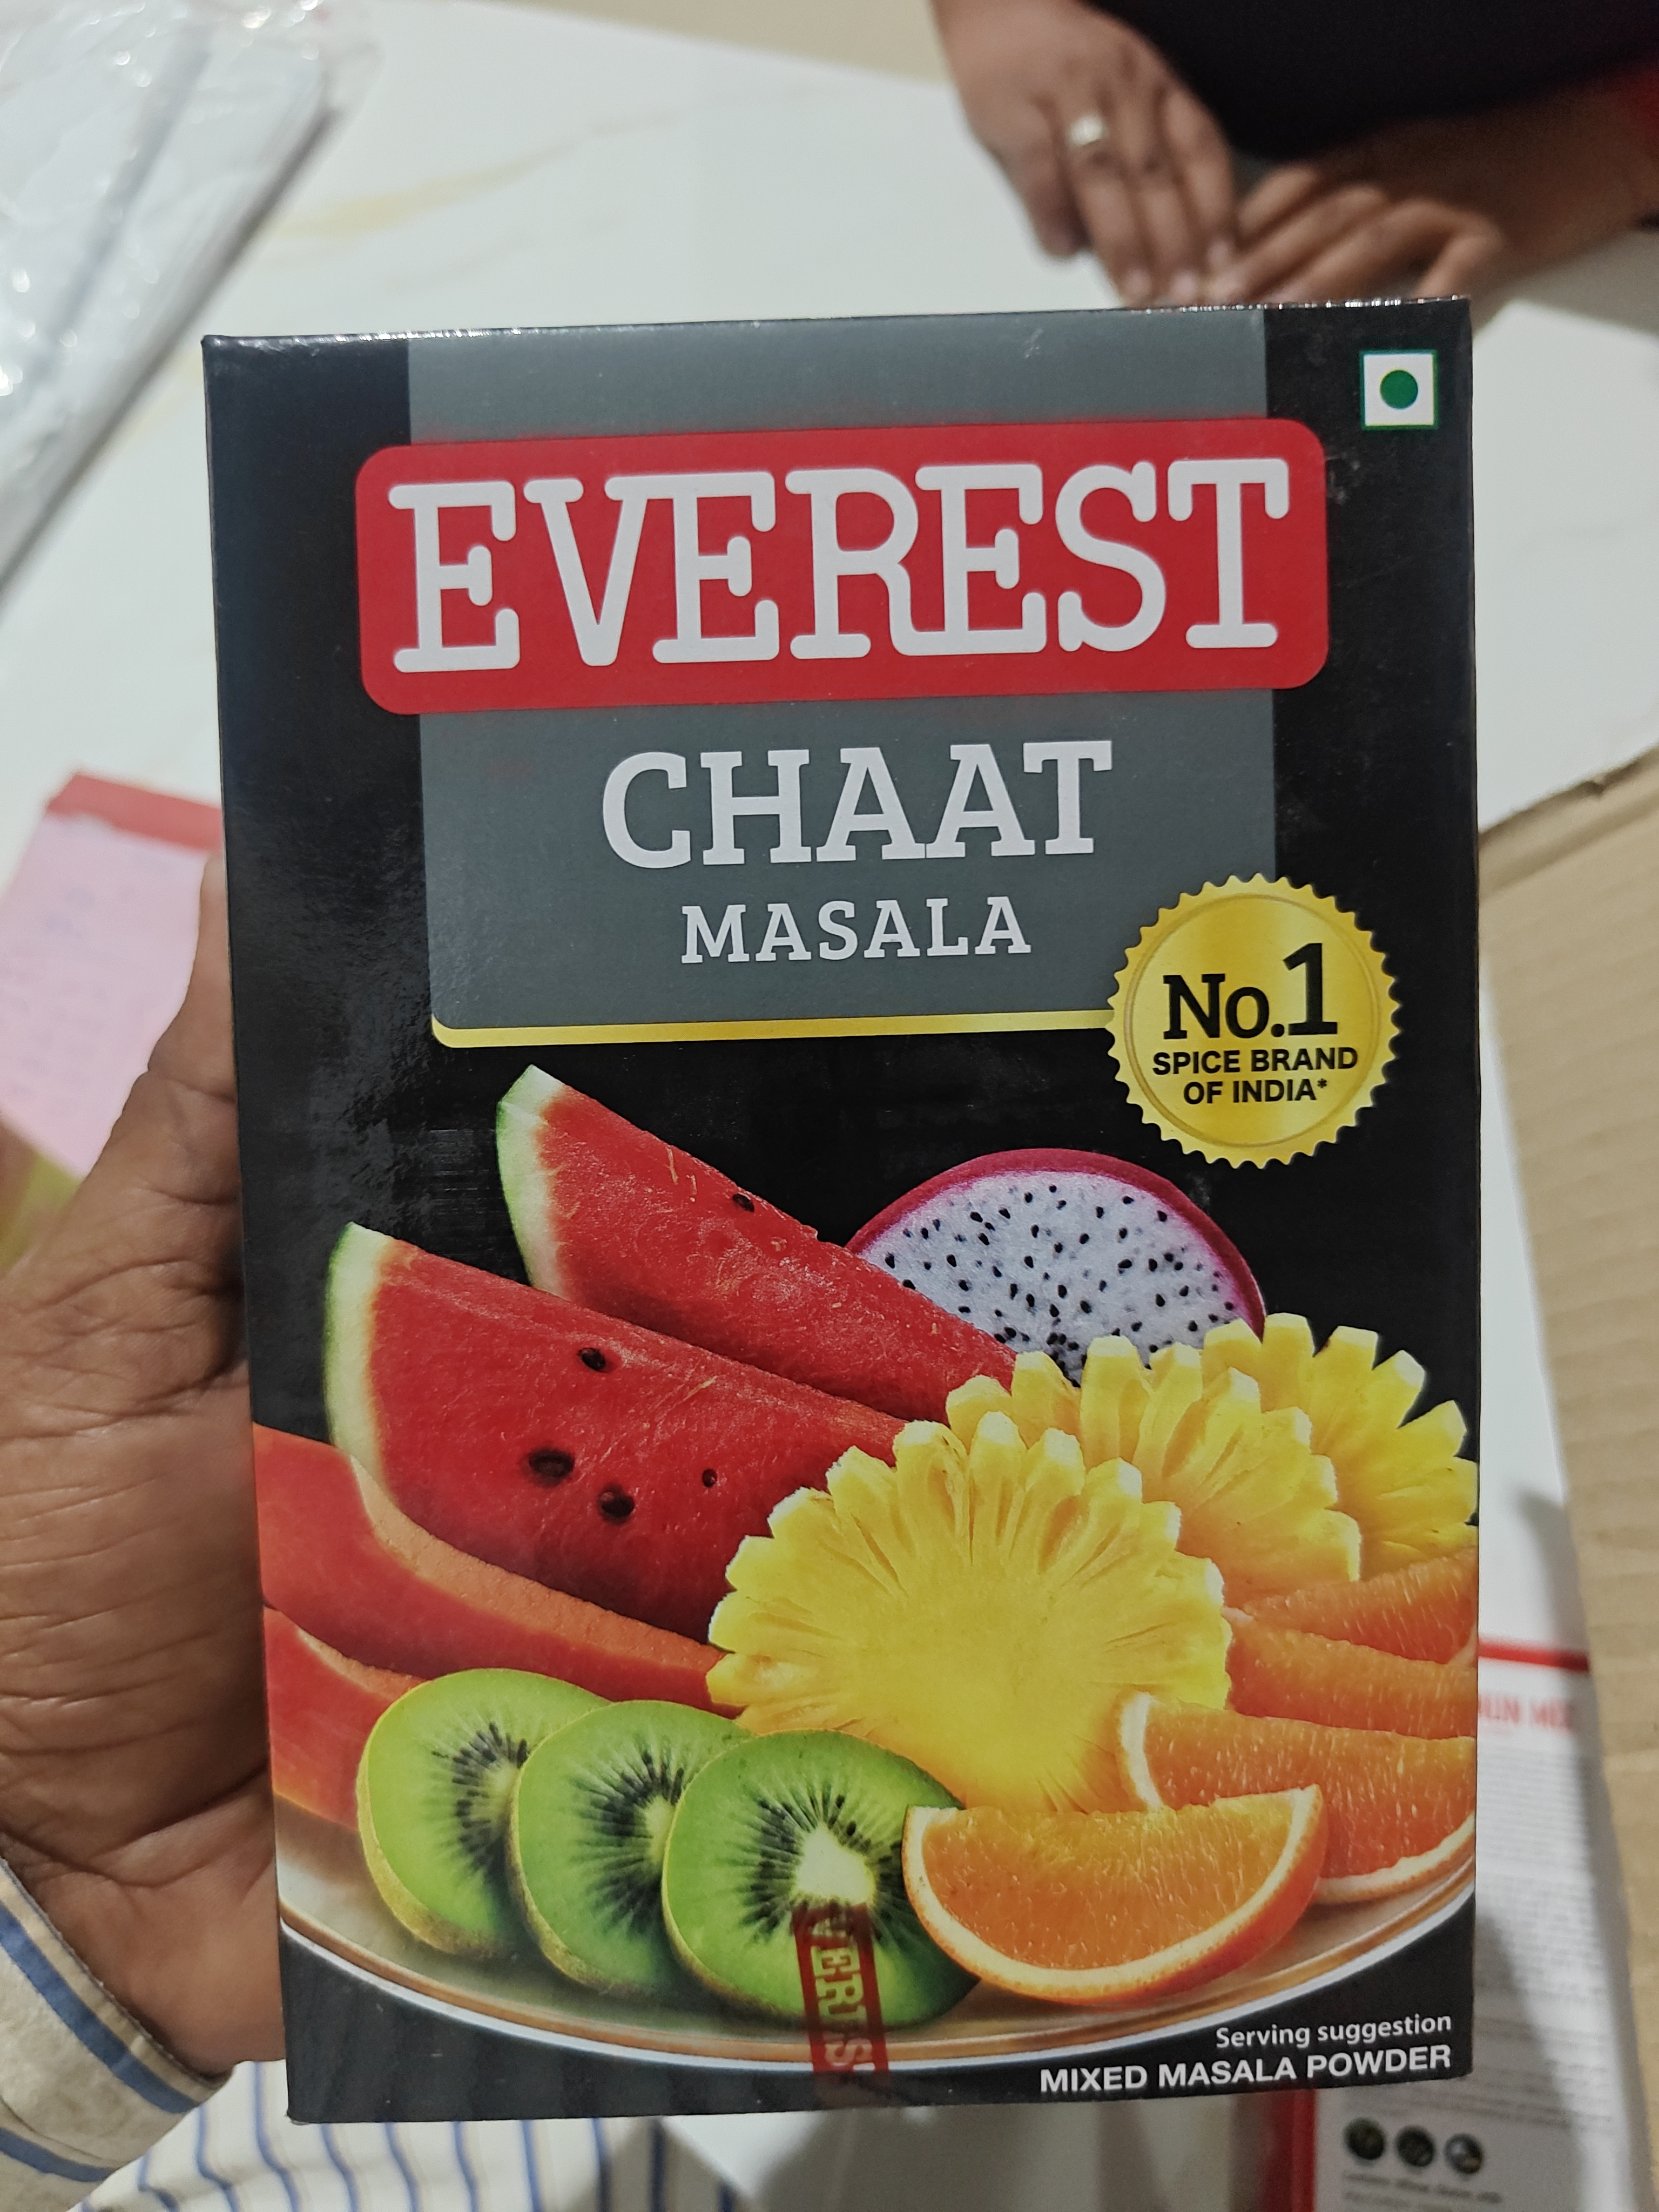 EVEREST
CHAAT
MASALA
No.1
SPICE BRAND
OF INDIA*
Serving suggestion
MIXED MASALA POWDER